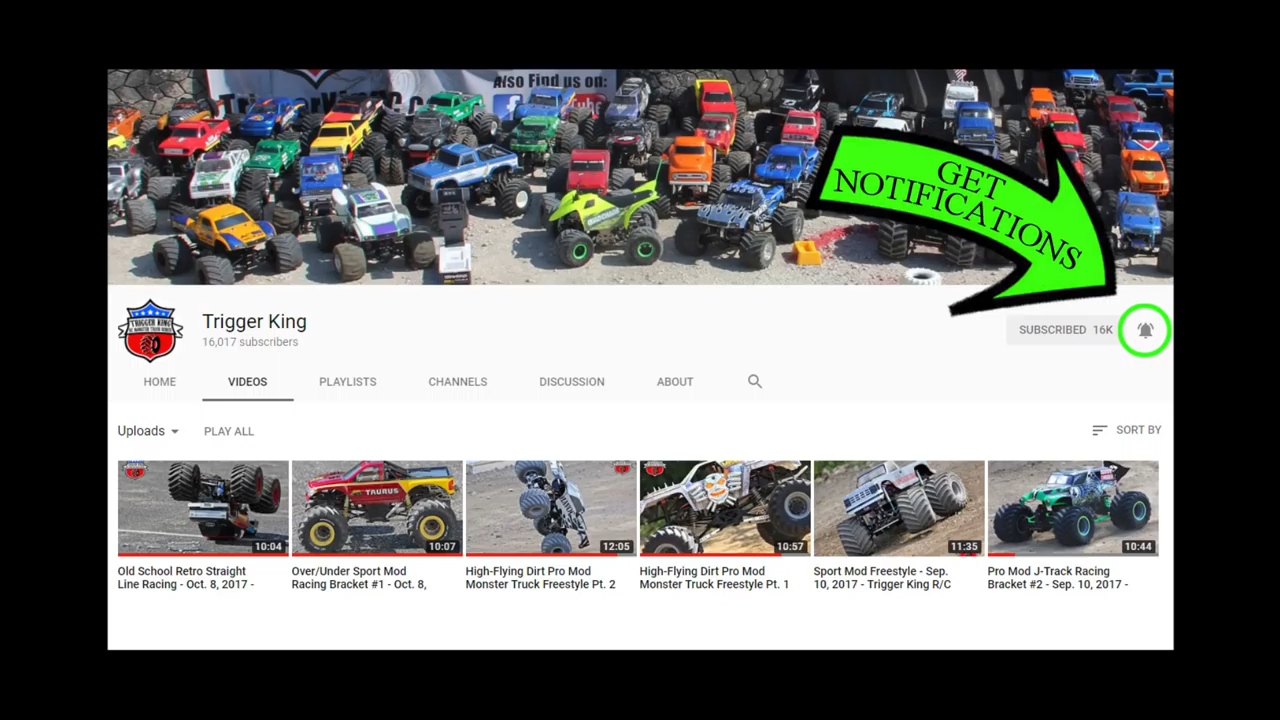 Also Find us on:
GET
NOTIFICATIONS
TRIGGER KING
Trigger King
16,017 subscribers
SUBSCRIBED 16K
HOME VIDEOS PLAYLISTS CHANNELS DISCUSSION ABOUT
Uploads PLAY ALL SORT BY
TAURUS
10:04 10:07 12:05 10:57 11:35 10:44
Old School Retro Straight
Line Racing - Oct. 8, 2017 -
Over/Under Sport Mod
Racing Bracket #1 - Oct. 8,
High-Flying Dirt Pro Mod
Monster Truck Freestyle Pt. 2
High-Flying Dirt Pro Mod
Monster Truck Freestyle Pt. 1
Sport Mod Freestyle - Sep.
10, 2017 - Trigger King R/C
Pro Mod J-Track Racing
Bracket #2 - Sep. 10, 2017 -